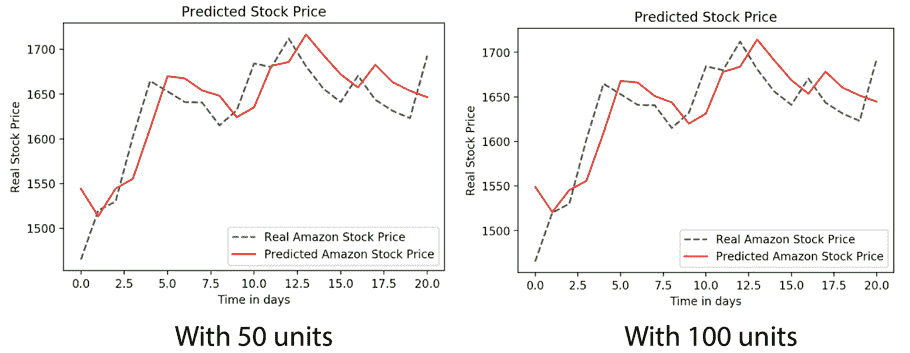 Predicted Stock Price
1700
1650
1600
1550
1500
Real Stock Price
Real Amazon Stock Price
Predicted Amazon Stock Price
0.0 2.5 5.0 7.5 10.0 12.5 15.0 17.5 20.0
Time in days
With 50 units
Predicted Stock Price
1700
1650
1600
1550
1500
Real Stock Price
Real Amazon Stock Price
Predicted Amazon Stock Price
0.0 2.5 5.0 7.5 10.0 12.5 15.0 17.5 20.0
Time in days
With 100 units